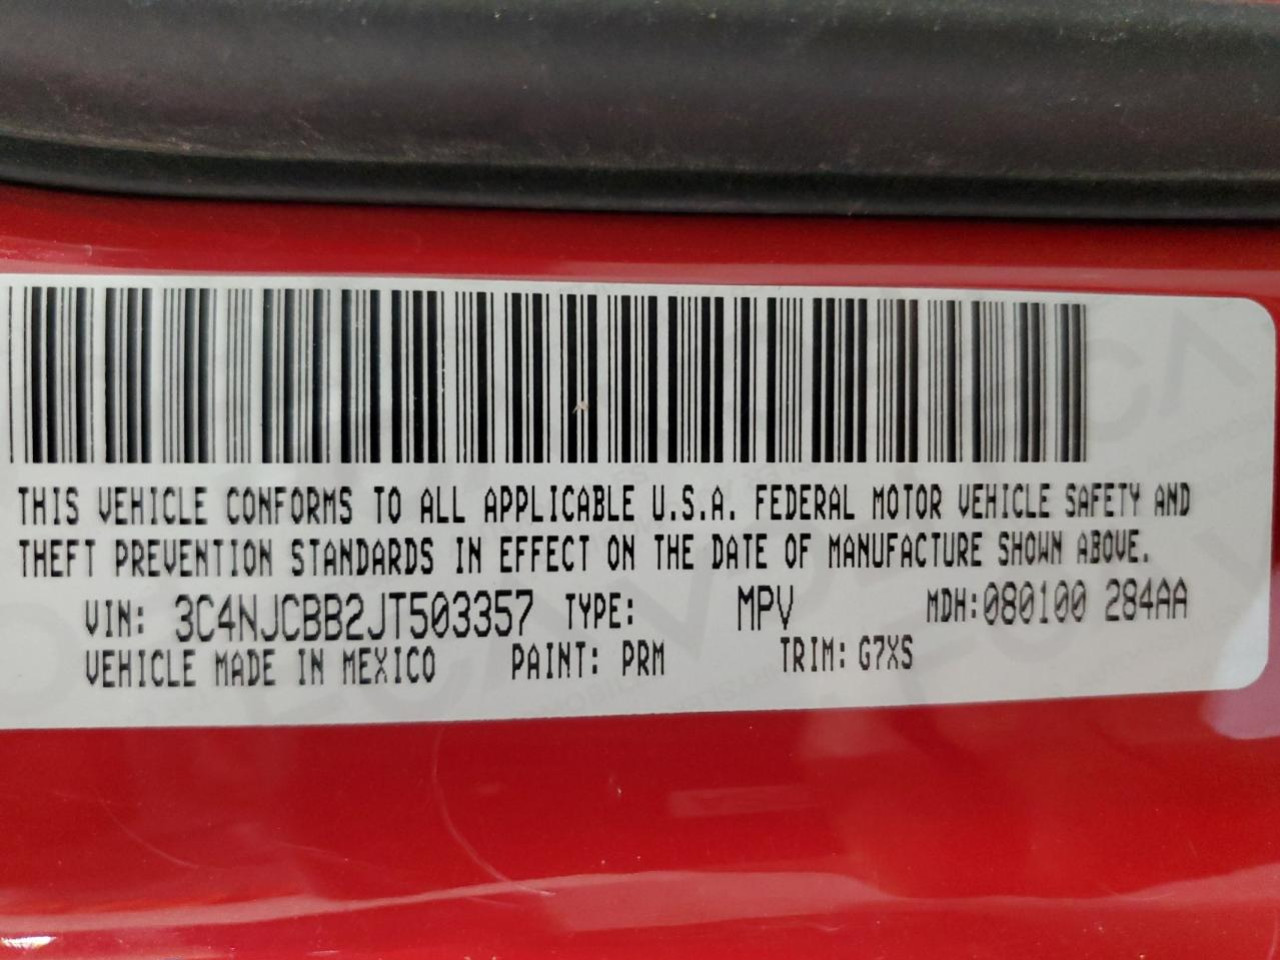 THIS VEHICLE CONFORMS TO ALL APPLICABLE U.S.A. FEDERAL MOTOR VEHICLE SAFETY AND
THEFT PREVENTION STANDARDS IN EFFECT ON THE DATE OF MANUFACTURE SHOWN ABOVE.
VIN: 3C4NJCBB2JT503357 TYPE: MPV MDH:080100 284AA
VEHICLE MADE IN MEXICO PAINT: PRM TRIM: G7XS